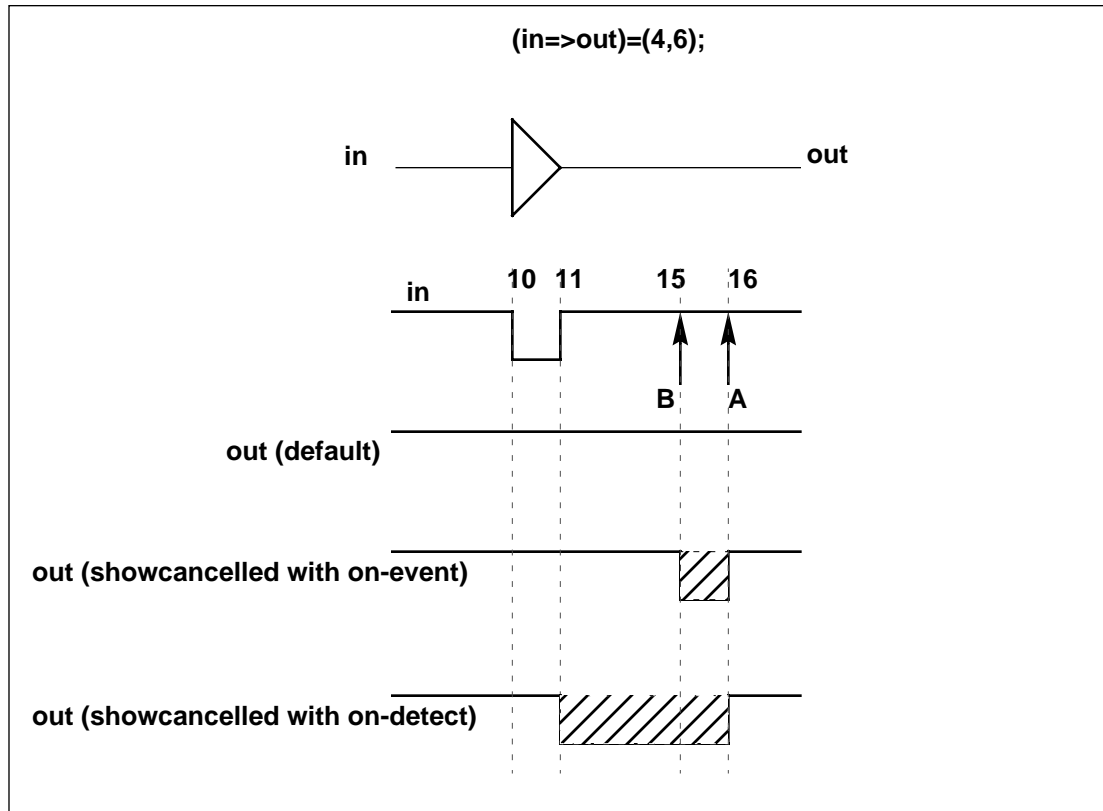 (in=>out)=(4,6);
in out
10 11 15 16
in
B A
out (default)
out (showcancelled with on-event)
out (showcancelled with on-detect)